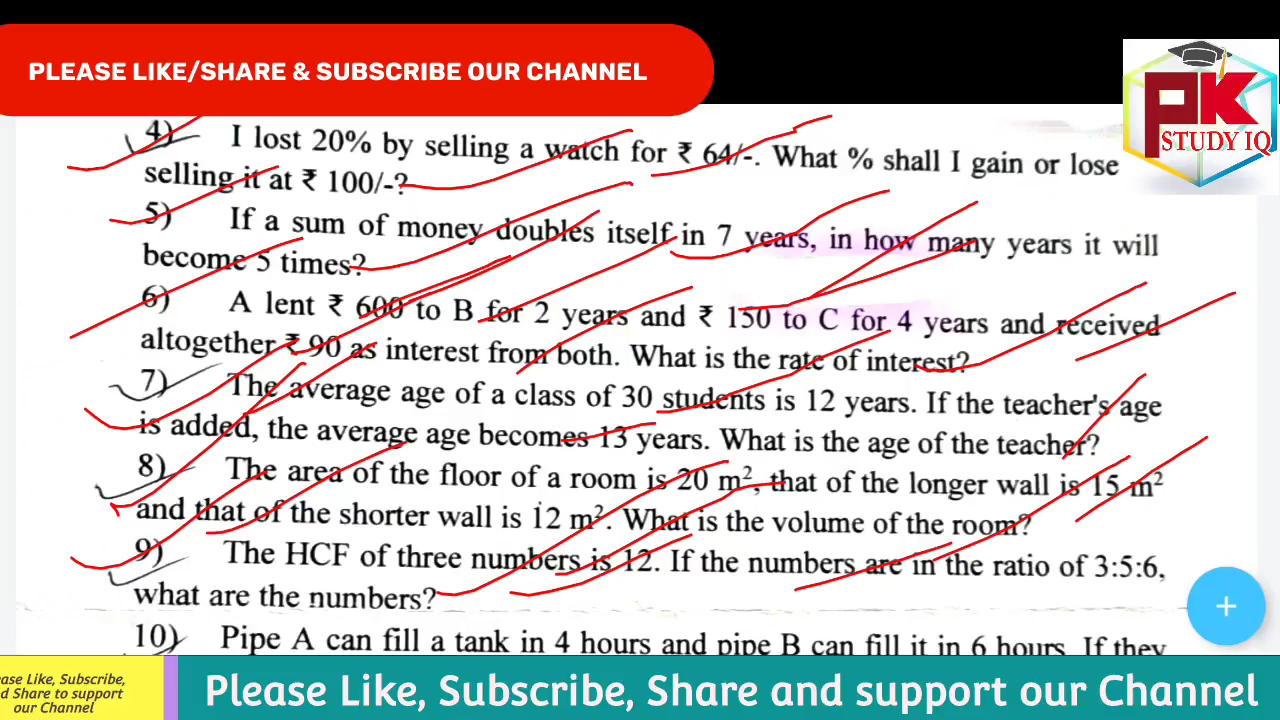 PLEASE LIKE/SHARE & SUBSCRIBE OUR CHANNEL
PK
STUDY IQ
4) I lost 20% by selling a watch for ₹ 64/-. What % shall I gain or lose
selling it at ₹ 100/-?
5) If a sum of money doubles itself in 7 years, in how many years it will
become 5 times?
6) A lent ₹ 600 to B for 2 years and ₹ 150 to C for 4 years and received
altogether ₹ 90 as interest from both. What is the rate of interest?
7) The average age of a class of 30 students is 12 years. If the teacher's age
is added, the average age becomes 13 years. What is the age of the teacher?
8) The area of the floor of a room is 20 m², that of the longer wall is 15 m²
and that of the shorter wall is 12 m². What is the volume of the room?
9) The HCF of three numbers is 12. If the numbers are in the ratio of 3:5:6,
what are the numbers?
10) Pipe A can fill a tank in 4 hours and pipe B can fill it in 6 hours. If they
ease Like, Subscribe,
d Share to support
our Channel
Please Like, Subscribe, Share and support our Channel